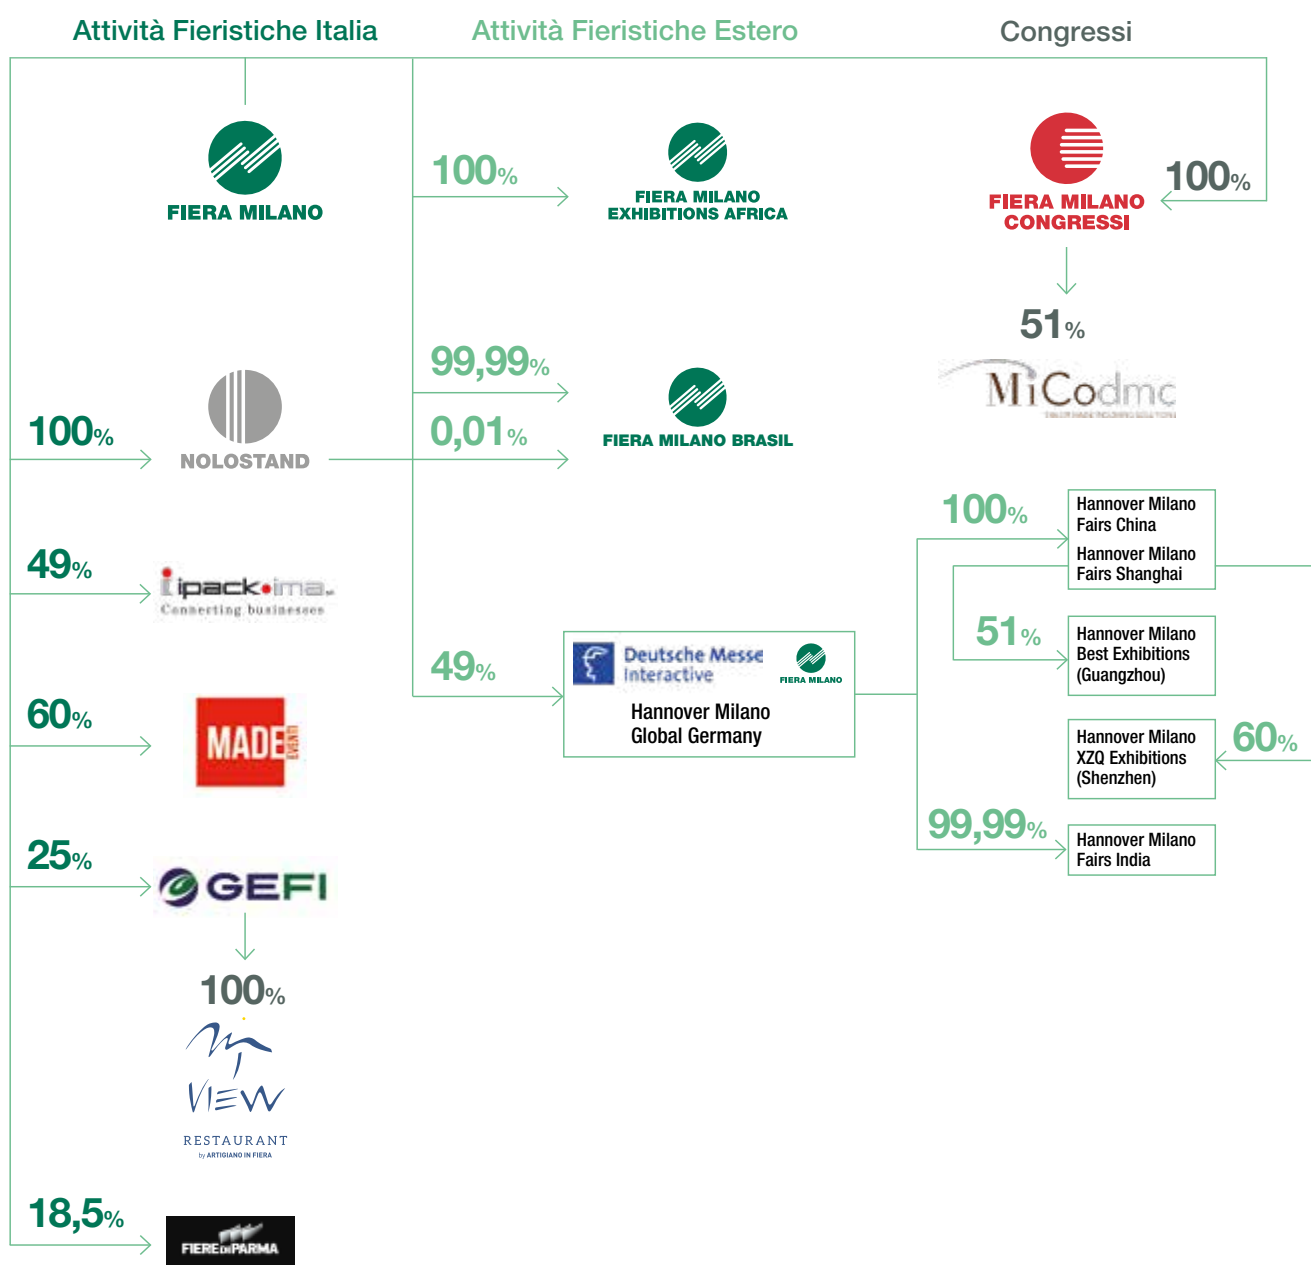 Attività Fieristiche Italia
Attività Fieristiche Estero
Congressi
FIERA MILANO
100%
FIERA MILANO
EXHIBITIONS AFRICA
FIERA MILANO
CONGRESSI
100%
51%
MiCodmc
100%
NOLOSTAND
99,99%
0,01%
FIERA MILANO BRASIL
49%
ipack•ima
Connecting businesses
60%
MADE
EVENTI
25%
GEFI
100%
VIEW
RESTAURANT
by ARTIGIANO IN FIERA
18,5%
FIERE DI PARMA
49%
Deutsche Messe
Interactive
FIERA MILANO
Hannover Milano
Global Germany
100%
Hannover Milano
Fairs China
Hannover Milano
Fairs Shanghai
51%
Hannover Milano
Best Exhibitions
(Guangzhou)
Hannover Milano
XZQ Exhibitions
(Shenzhen)
60%
99,99%
Hannover Milano
Fairs India